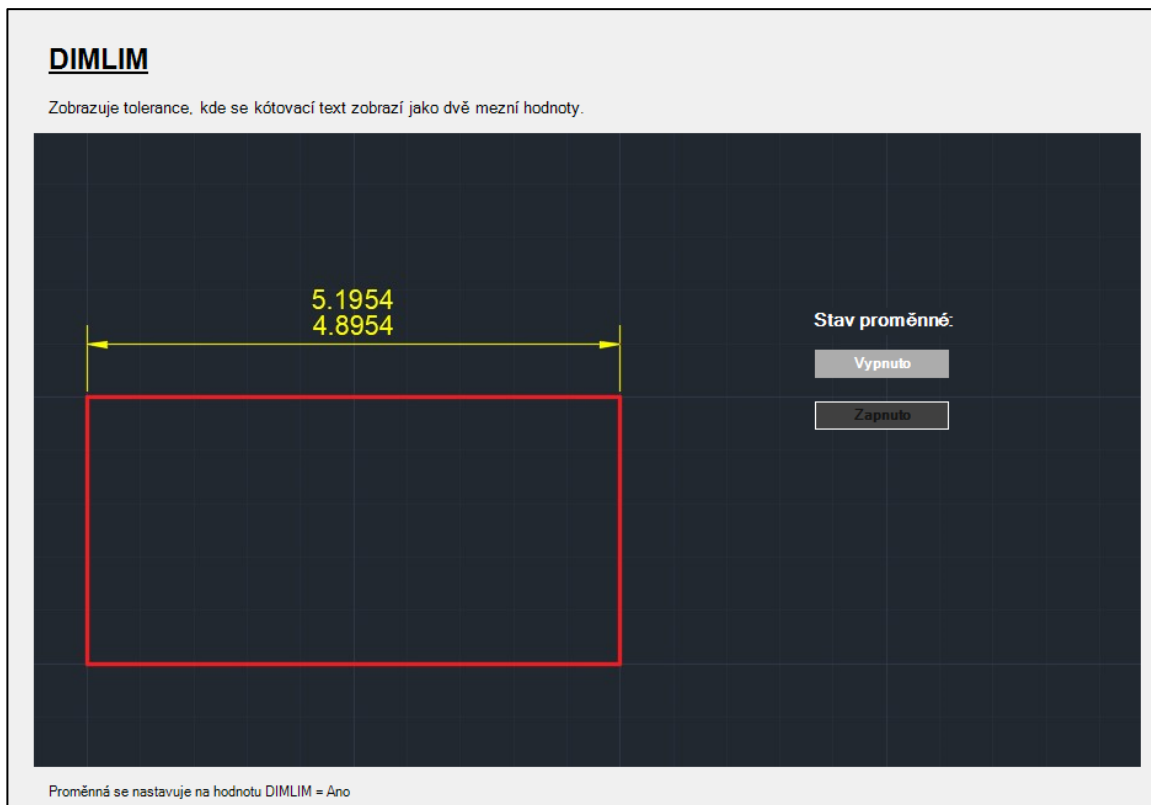 DIMLIM
Zobrazuje tolerance, kde se kótovací text zobrazí jako dvě mezní hodnoty.
5.1954
4.8954
Stav proměnné:
Vypnuto
Zapnuto
Proměnná se nastavuje na hodnotu DIMLIM = Ano